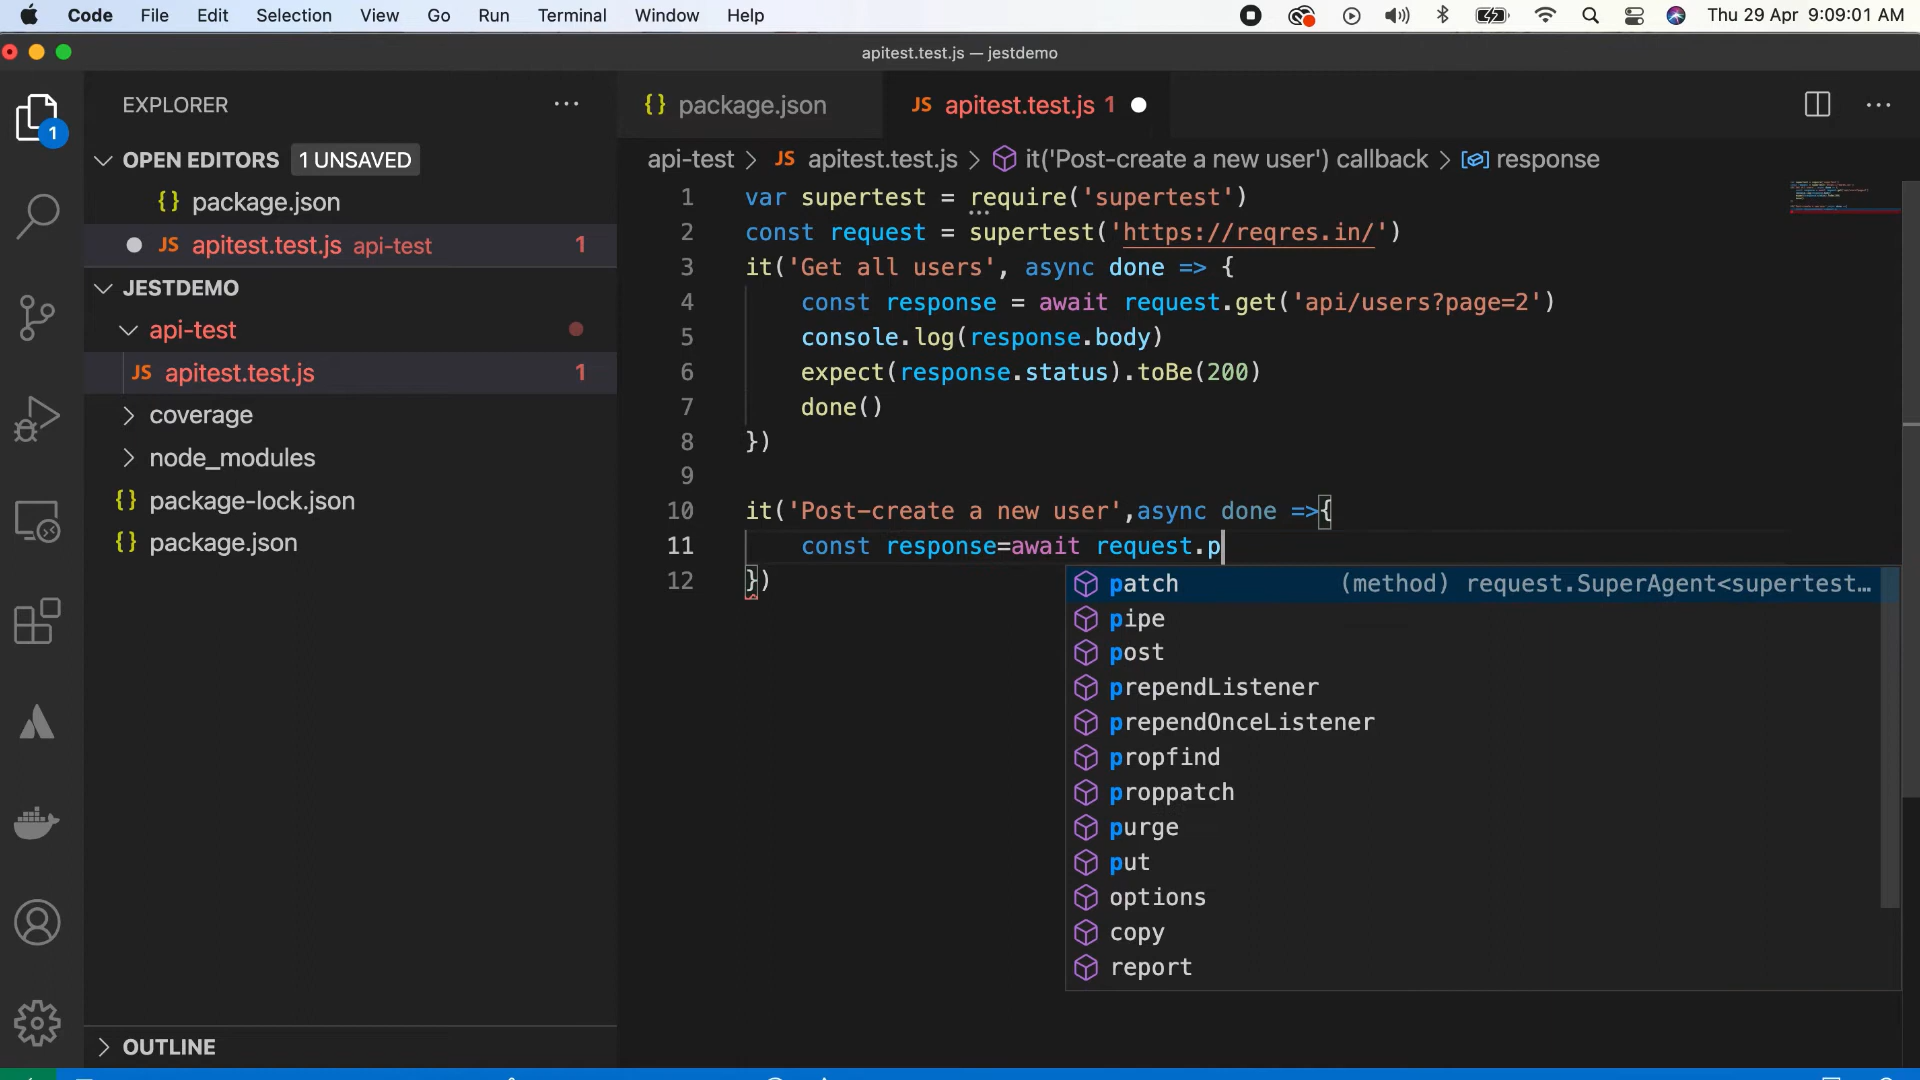 Code File Edit Selection View Go Run Terminal Window Help Thu 29 Apr 9:09:01 AM
apitest.test.js — jestdemo
EXPLORER
1
OPEN EDITORS 1 UNSAVED
{} package.json
JS apitest.test.js api-test 1
JESTDEMO
api-test
JS apitest.test.js 1
coverage
node_modules
{} package-lock.json
{} package.json
OUTLINE
{} package.json JS apitest.test.js 1
api-test > JS apitest.test.js > it('Post-create a new user') callback > response
1 var supertest = require('supertest')
2 const request = supertest('https://reqres.in/')
3 it('Get all users', async done => {
4 const response = await request.get('api/users?page=2')
5 console.log(response.body)
6 expect(response.status).toBe(200)
7 done()
8 })
9
10 it('Post-create a new user',async done =>{
11 const response=await request.p
12 })
patch (method) request.SuperAgent<supertest…
pipe
post
prependListener
prependOnceListener
propfind
proppatch
purge
put
options
copy
report